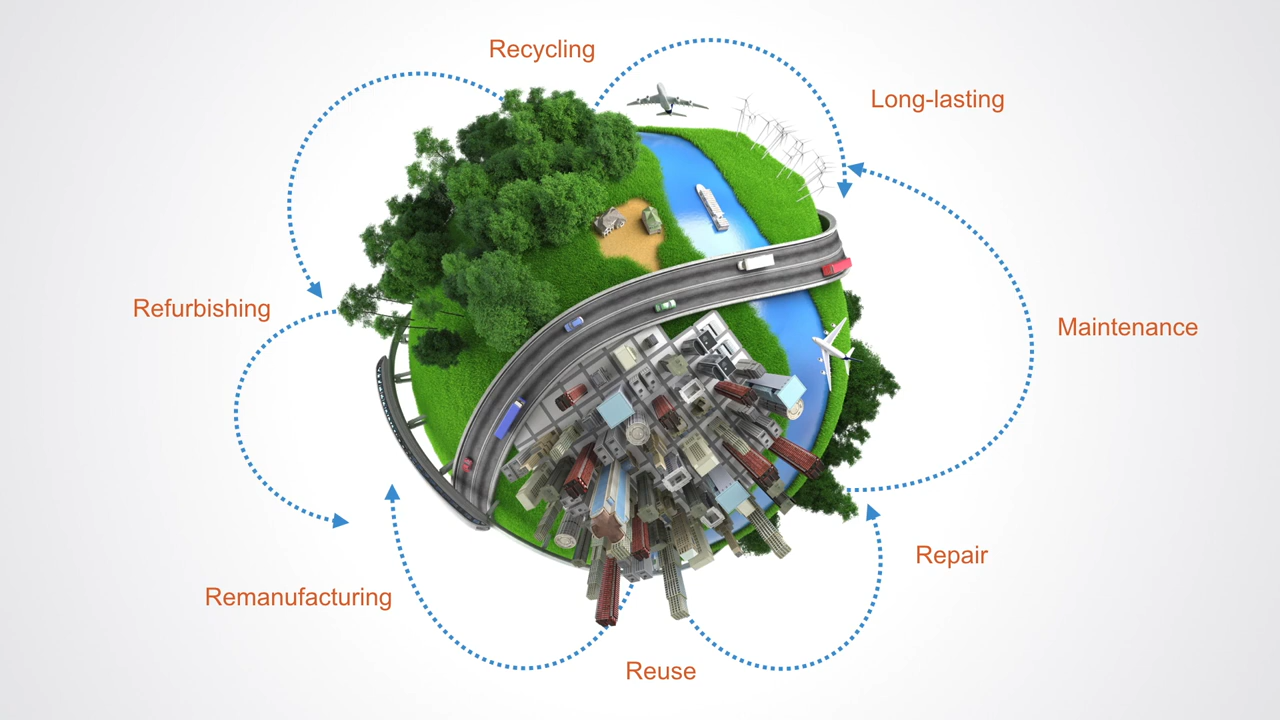 Recycling
Long-lasting
Refurbishing
Maintenance
Repair
Remanufacturing
Reuse